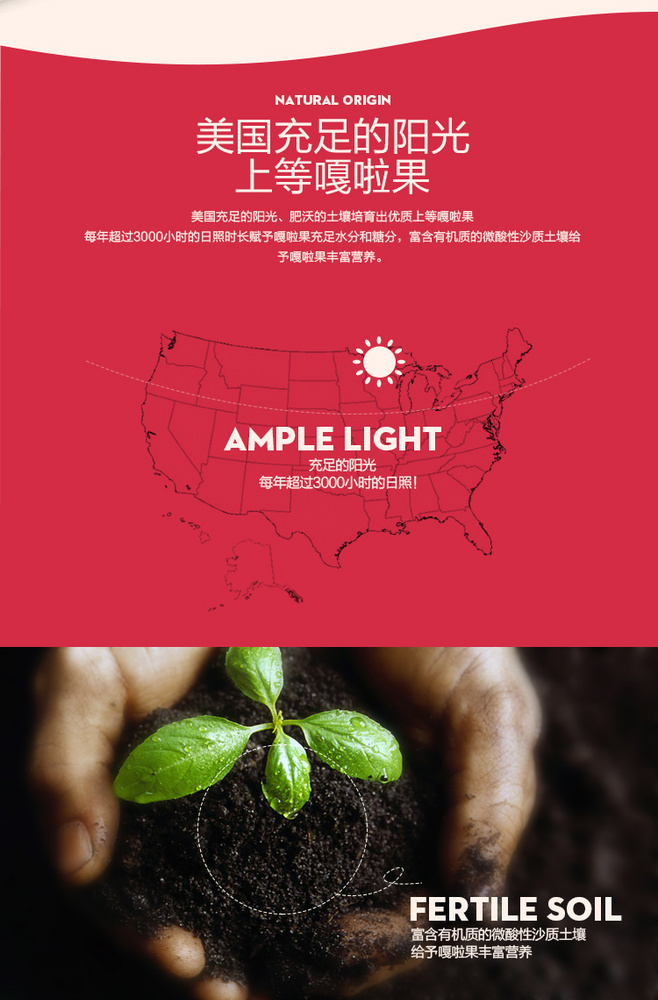 NATURAL ORIGIN
美国充足的阳光
上等嘎啦果
美国充足的阳光、肥沃的土壤培育出优质上等嘎啦果
每年超过3000小时的日照时长赋予嘎啦果充足水分和糖分，富含有机质的微酸性沙质土壤给
予嘎啦果丰富营养。
AMPLE LIGHT
充足的阳光
每年超过3000小时的日照！
FERTILE SOIL
富含有机质的微酸性沙质土壤
给予嘎啦果丰富营养